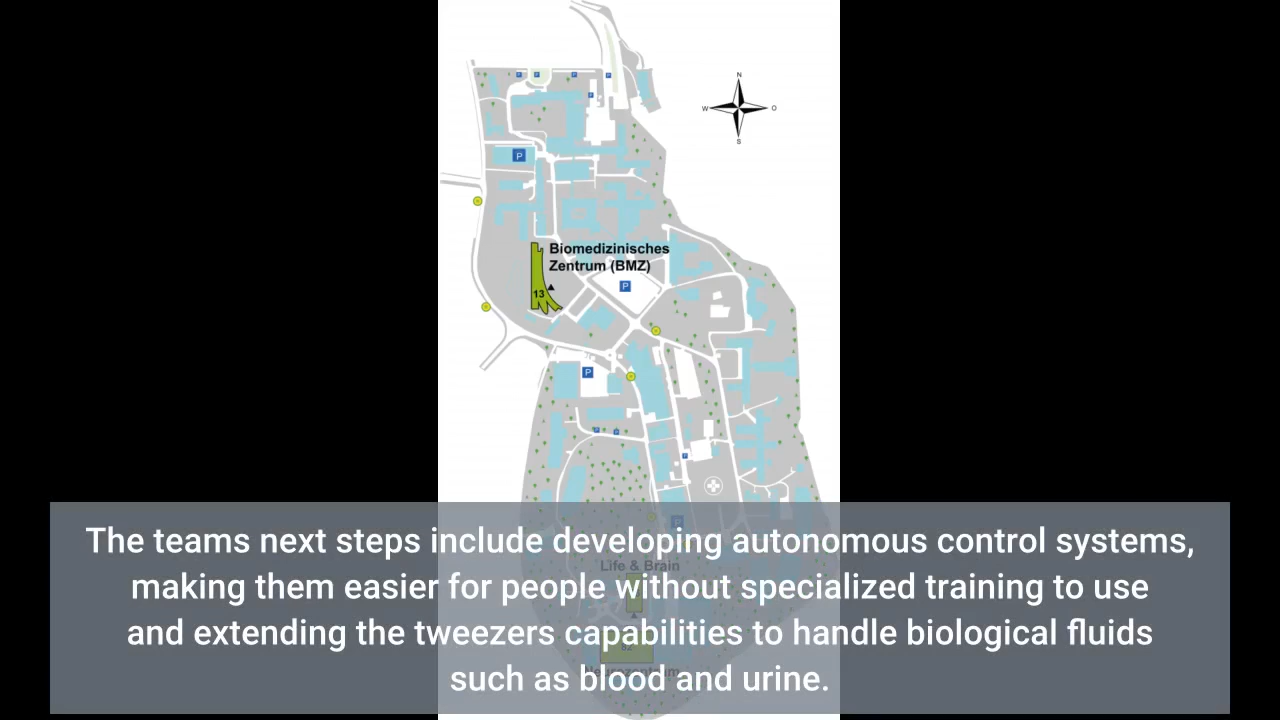 N
W O
S
P
P
P
P
P
P
Biomedizinisches
Zentrum (BMZ)
P
13
P
P
P
P
P
The teams next steps include developing autonomous control systems,
Life & Brain
making them easier for people without specialized training to use
and extending the tweezers capabilities to handle biological fluids
such as blood and urine.